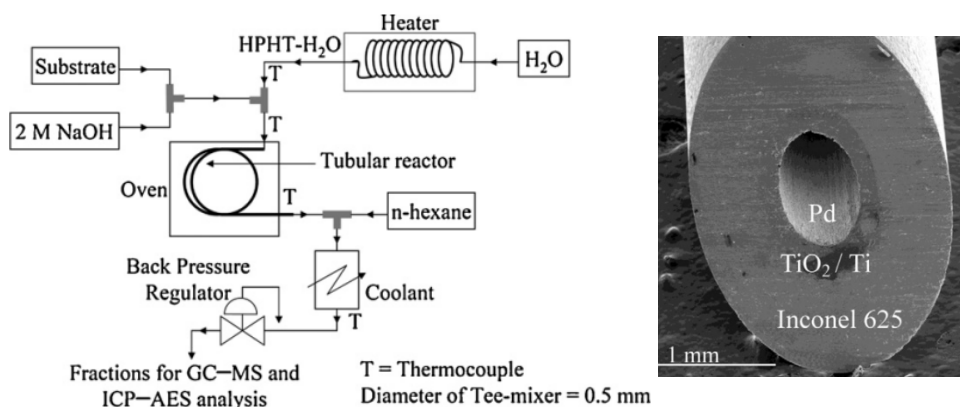 Heater
HPHT-H₂O
H₂O
Substrate
2 M NaOH
T
T
Oven
Tubular reactor
T
n-hexane
Back Pressure
Regulator
Coolant
T
Fractions for GC–MS and
ICP–AES analysis
T = Thermocouple
Diameter of Tee-mixer = 0.5 mm
Pd
TiO₂ / Ti
Inconel 625
1 mm